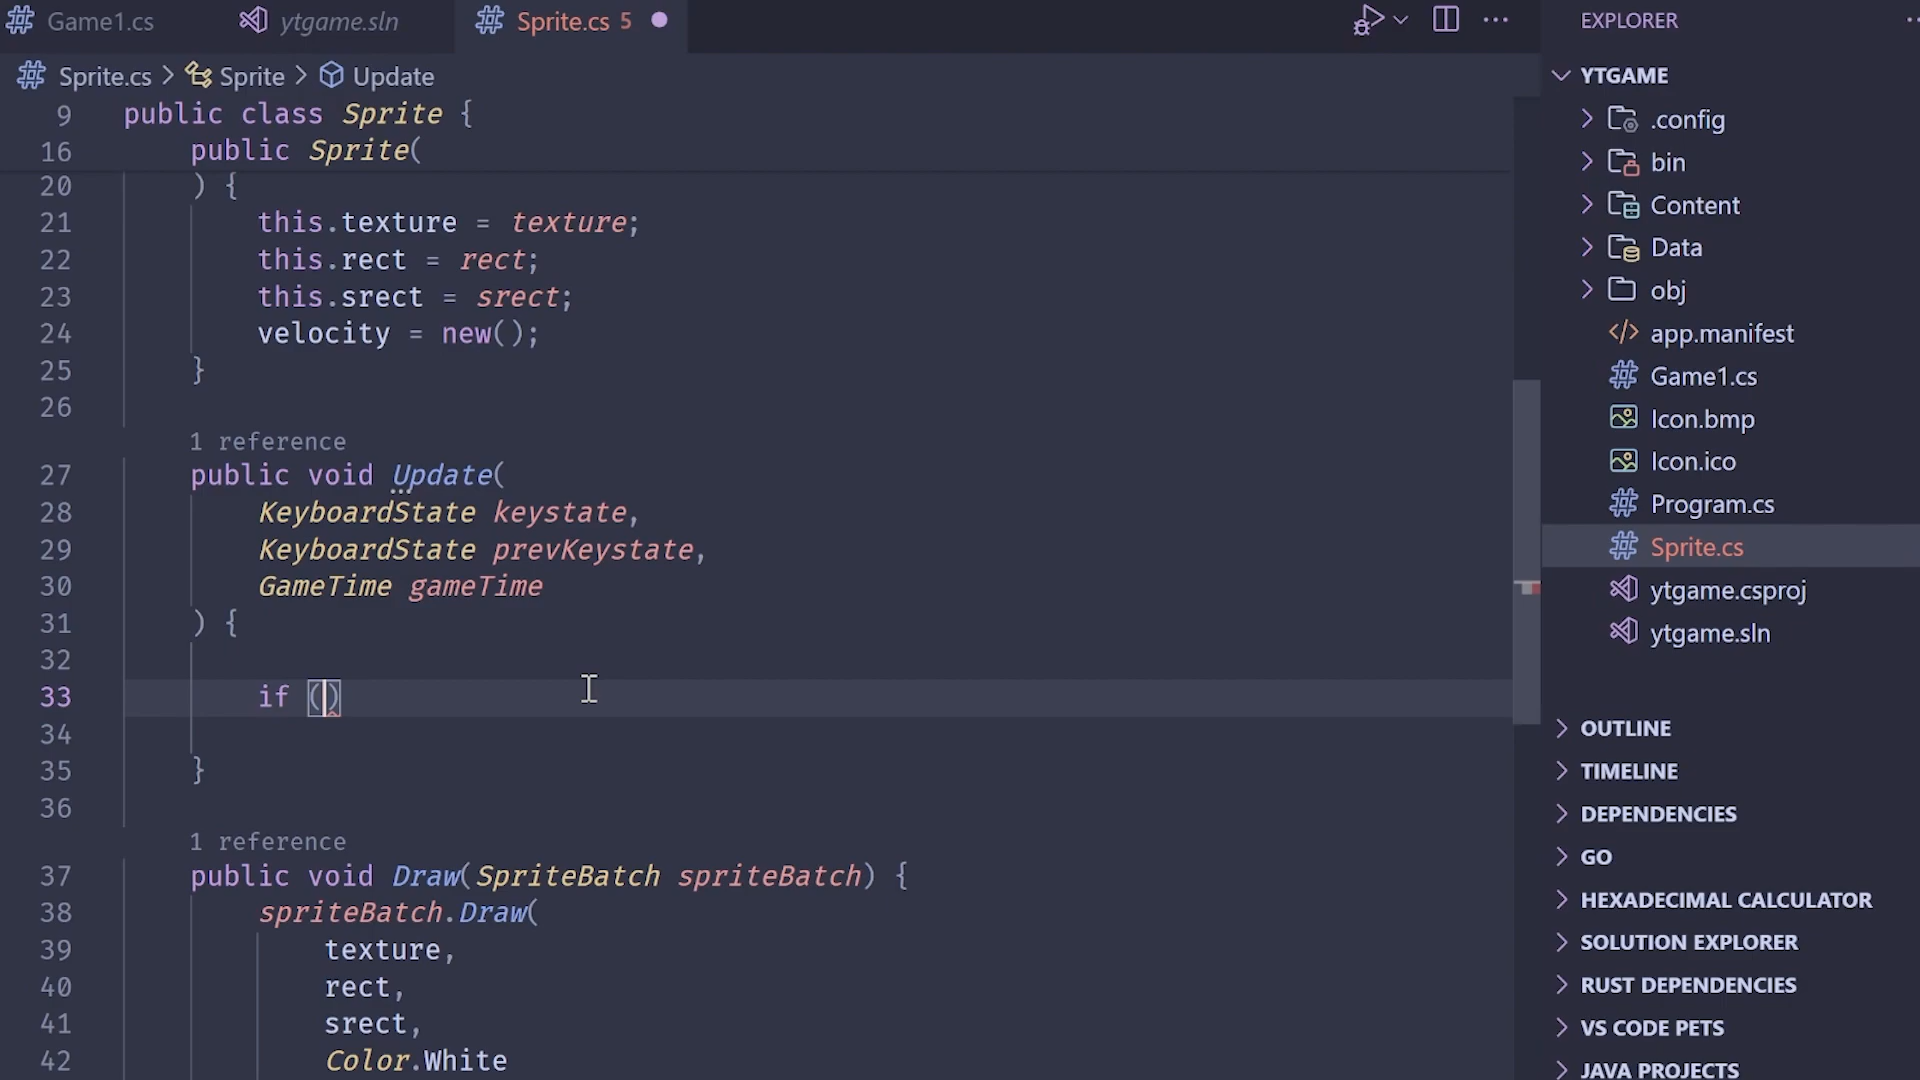 Game1.cs
ytgame.sln
Sprite.cs 5
Sprite.cs > Sprite > Update
9 public class Sprite {
16 public Sprite(
20 ) {
21 this.texture = texture;
22 this.rect = rect;
23 this.srect = srect;
24 velocity = new();
25 }
26
1 reference
27 public void Update(
28 KeyboardState keystate,
29 KeyboardState prevKeystate,
30 GameTime gameTime
31 ) {
32
33 if ()
34
35 }
36
1 reference
37 public void Draw(SpriteBatch spriteBatch) {
38 spriteBatch.Draw(
39 texture,
40 rect,
41 srect,
42 Color.White
EXPLORER
YTGAME
.config
bin
Content
Data
obj
app.manifest
Game1.cs
Icon.bmp
Icon.ico
Program.cs
Sprite.cs
ytgame.csproj
ytgame.sln
OUTLINE
TIMELINE
DEPENDENCIES
GO
HEXADECIMAL CALCULATOR
SOLUTION EXPLORER
RUST DEPENDENCIES
VS CODE PETS
JAVA PROJECTS